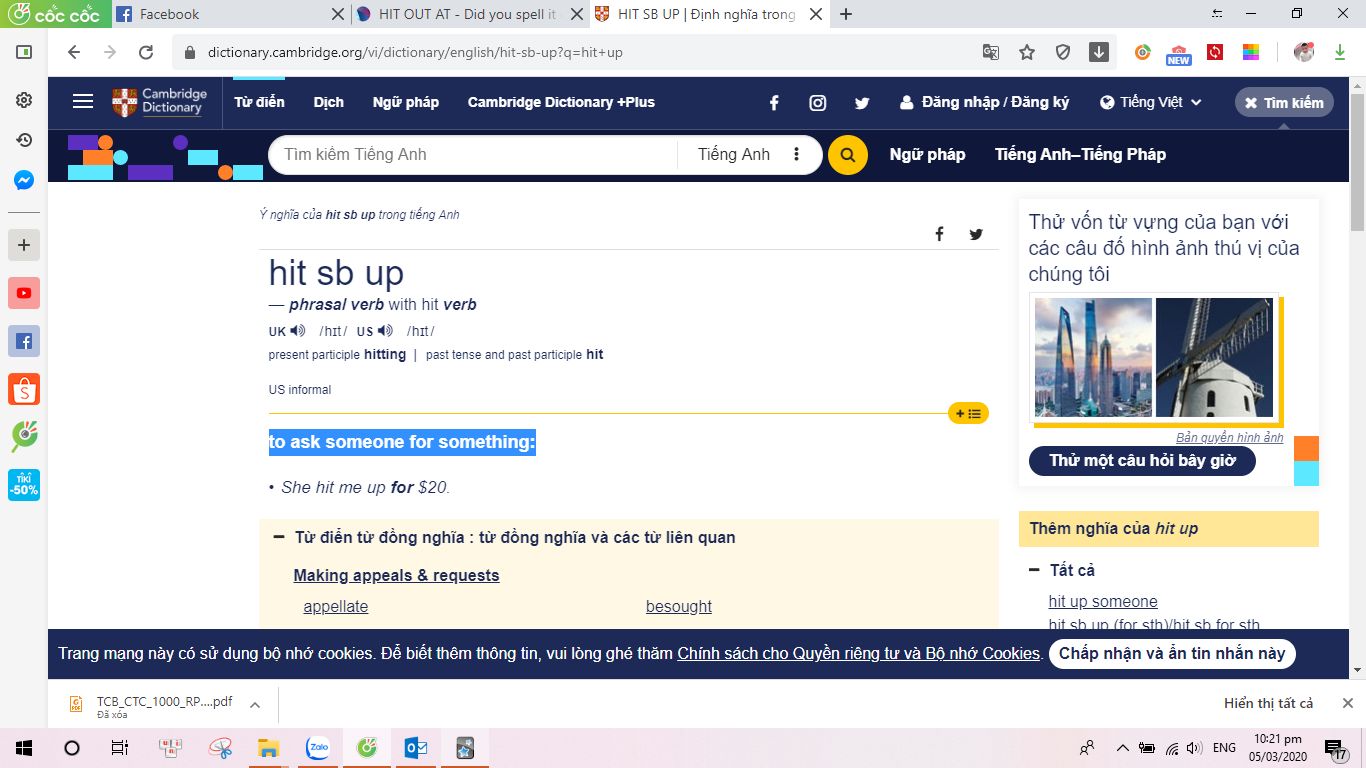 cốc cốc
Facebook
HIT OUT AT - Did you spell it
HIT SB UP | Định nghĩa trong
dictionary.cambridge.org/vi/dictionary/english/hit-sb-up?q=hit+up
NEW
Cambridge
Dictionary
Từ điển
Dịch
Ngữ pháp
Cambridge Dictionary +Plus
Đăng nhập / Đăng ký
Tiếng Việt
Tìm kiếm
Tìm kiếm Tiếng Anh
Tiếng Anh
Ngữ pháp
Tiếng Anh–Tiếng Pháp
Ý nghĩa của hit sb up trong tiếng Anh
hit sb up
— phrasal verb with hit verb
UK /hɪt/ US /hɪt/
present participle hitting | past tense and past participle hit
US informal
to ask someone for something:
• She hit me up for $20.
Từ điển từ đồng nghĩa : từ đồng nghĩa và các từ liên quan
Making appeals & requests
appellate
besought
Thử vốn từ vựng của bạn với
các câu đố hình ảnh thú vị của
chúng tôi
Bản quyền hình ảnh
Thử một câu hỏi bây giờ
Thêm nghĩa của hit up
Tất cả
hit up someone
hit sb up (for sth)/hit sb for sth
TIKI
-50%
Trang mạng này có sử dụng bộ nhớ cookies. Để biết thêm thông tin, vui lòng ghé thăm Chính sách cho Quyền riêng tư và Bộ nhớ Cookies.
Chấp nhận và ẩn tin nhắn này
TCB_CTC_1000_RP....pdf
Đã xóa
Hiển thị tất cả
Zalo
ENG
10:21 pm
05/03/2020
17